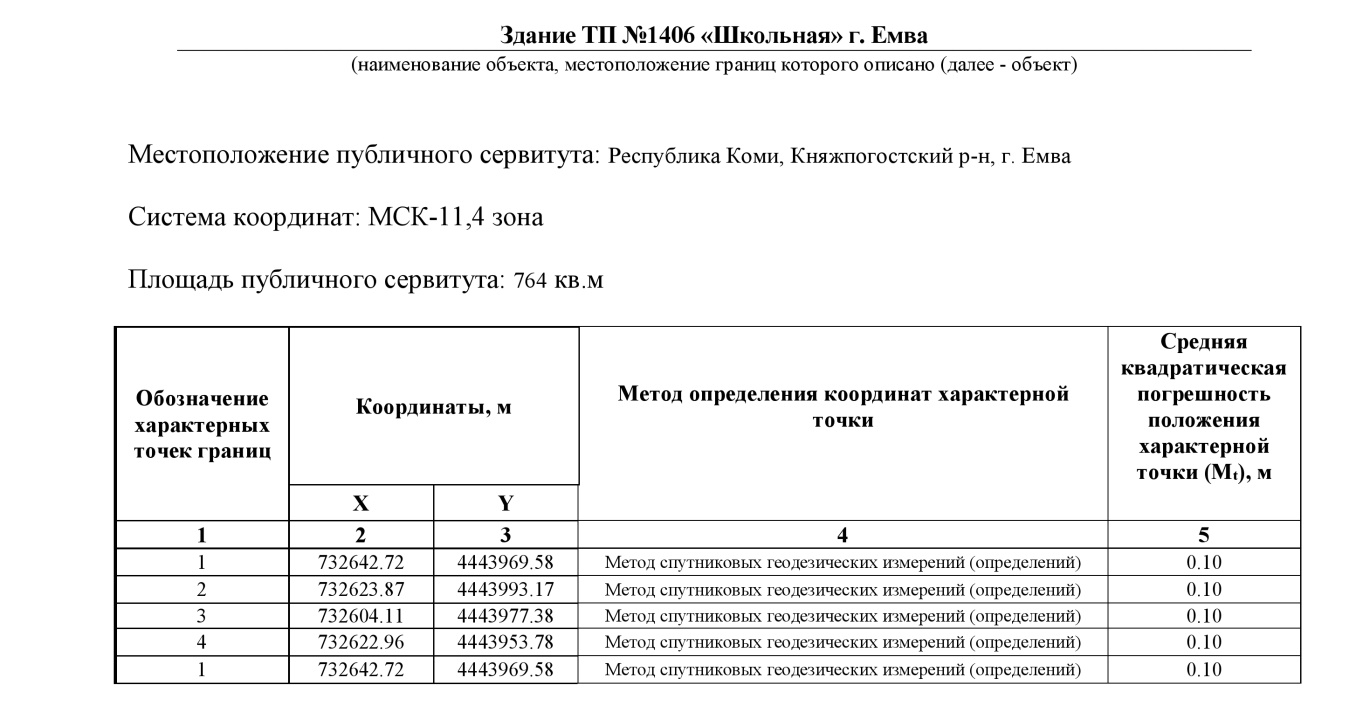 Здание ТП №1406 «Школьная» г. Емва
(наименование объекта, местоположение границ которого описано (далее - объект)
Местоположение публичного сервитута: Республика Коми, Княжпогостский р-н, г. Емва
Система координат: МСК-11,4 зона
Площадь публичного сервитута: 764 кв.м
Обозначение
характерных
точек границ
Координаты, м
Метод определения координат характерной
точки
Средняя
квадратическая
погрешность
положения
характерной
точки (Mt), м
X Y
1 2 3 4 5
1 732642.72 4443969.58 Метод спутниковых геодезических измерений (определений) 0.10
2 732623.87 4443993.17 Метод спутниковых геодезических измерений (определений) 0.10
3 732604.11 4443977.38 Метод спутниковых геодезических измерений (определений) 0.10
4 732622.96 4443953.78 Метод спутниковых геодезических измерений (определений) 0.10
1 732642.72 4443969.58 Метод спутниковых геодезических измерений (определений) 0.10